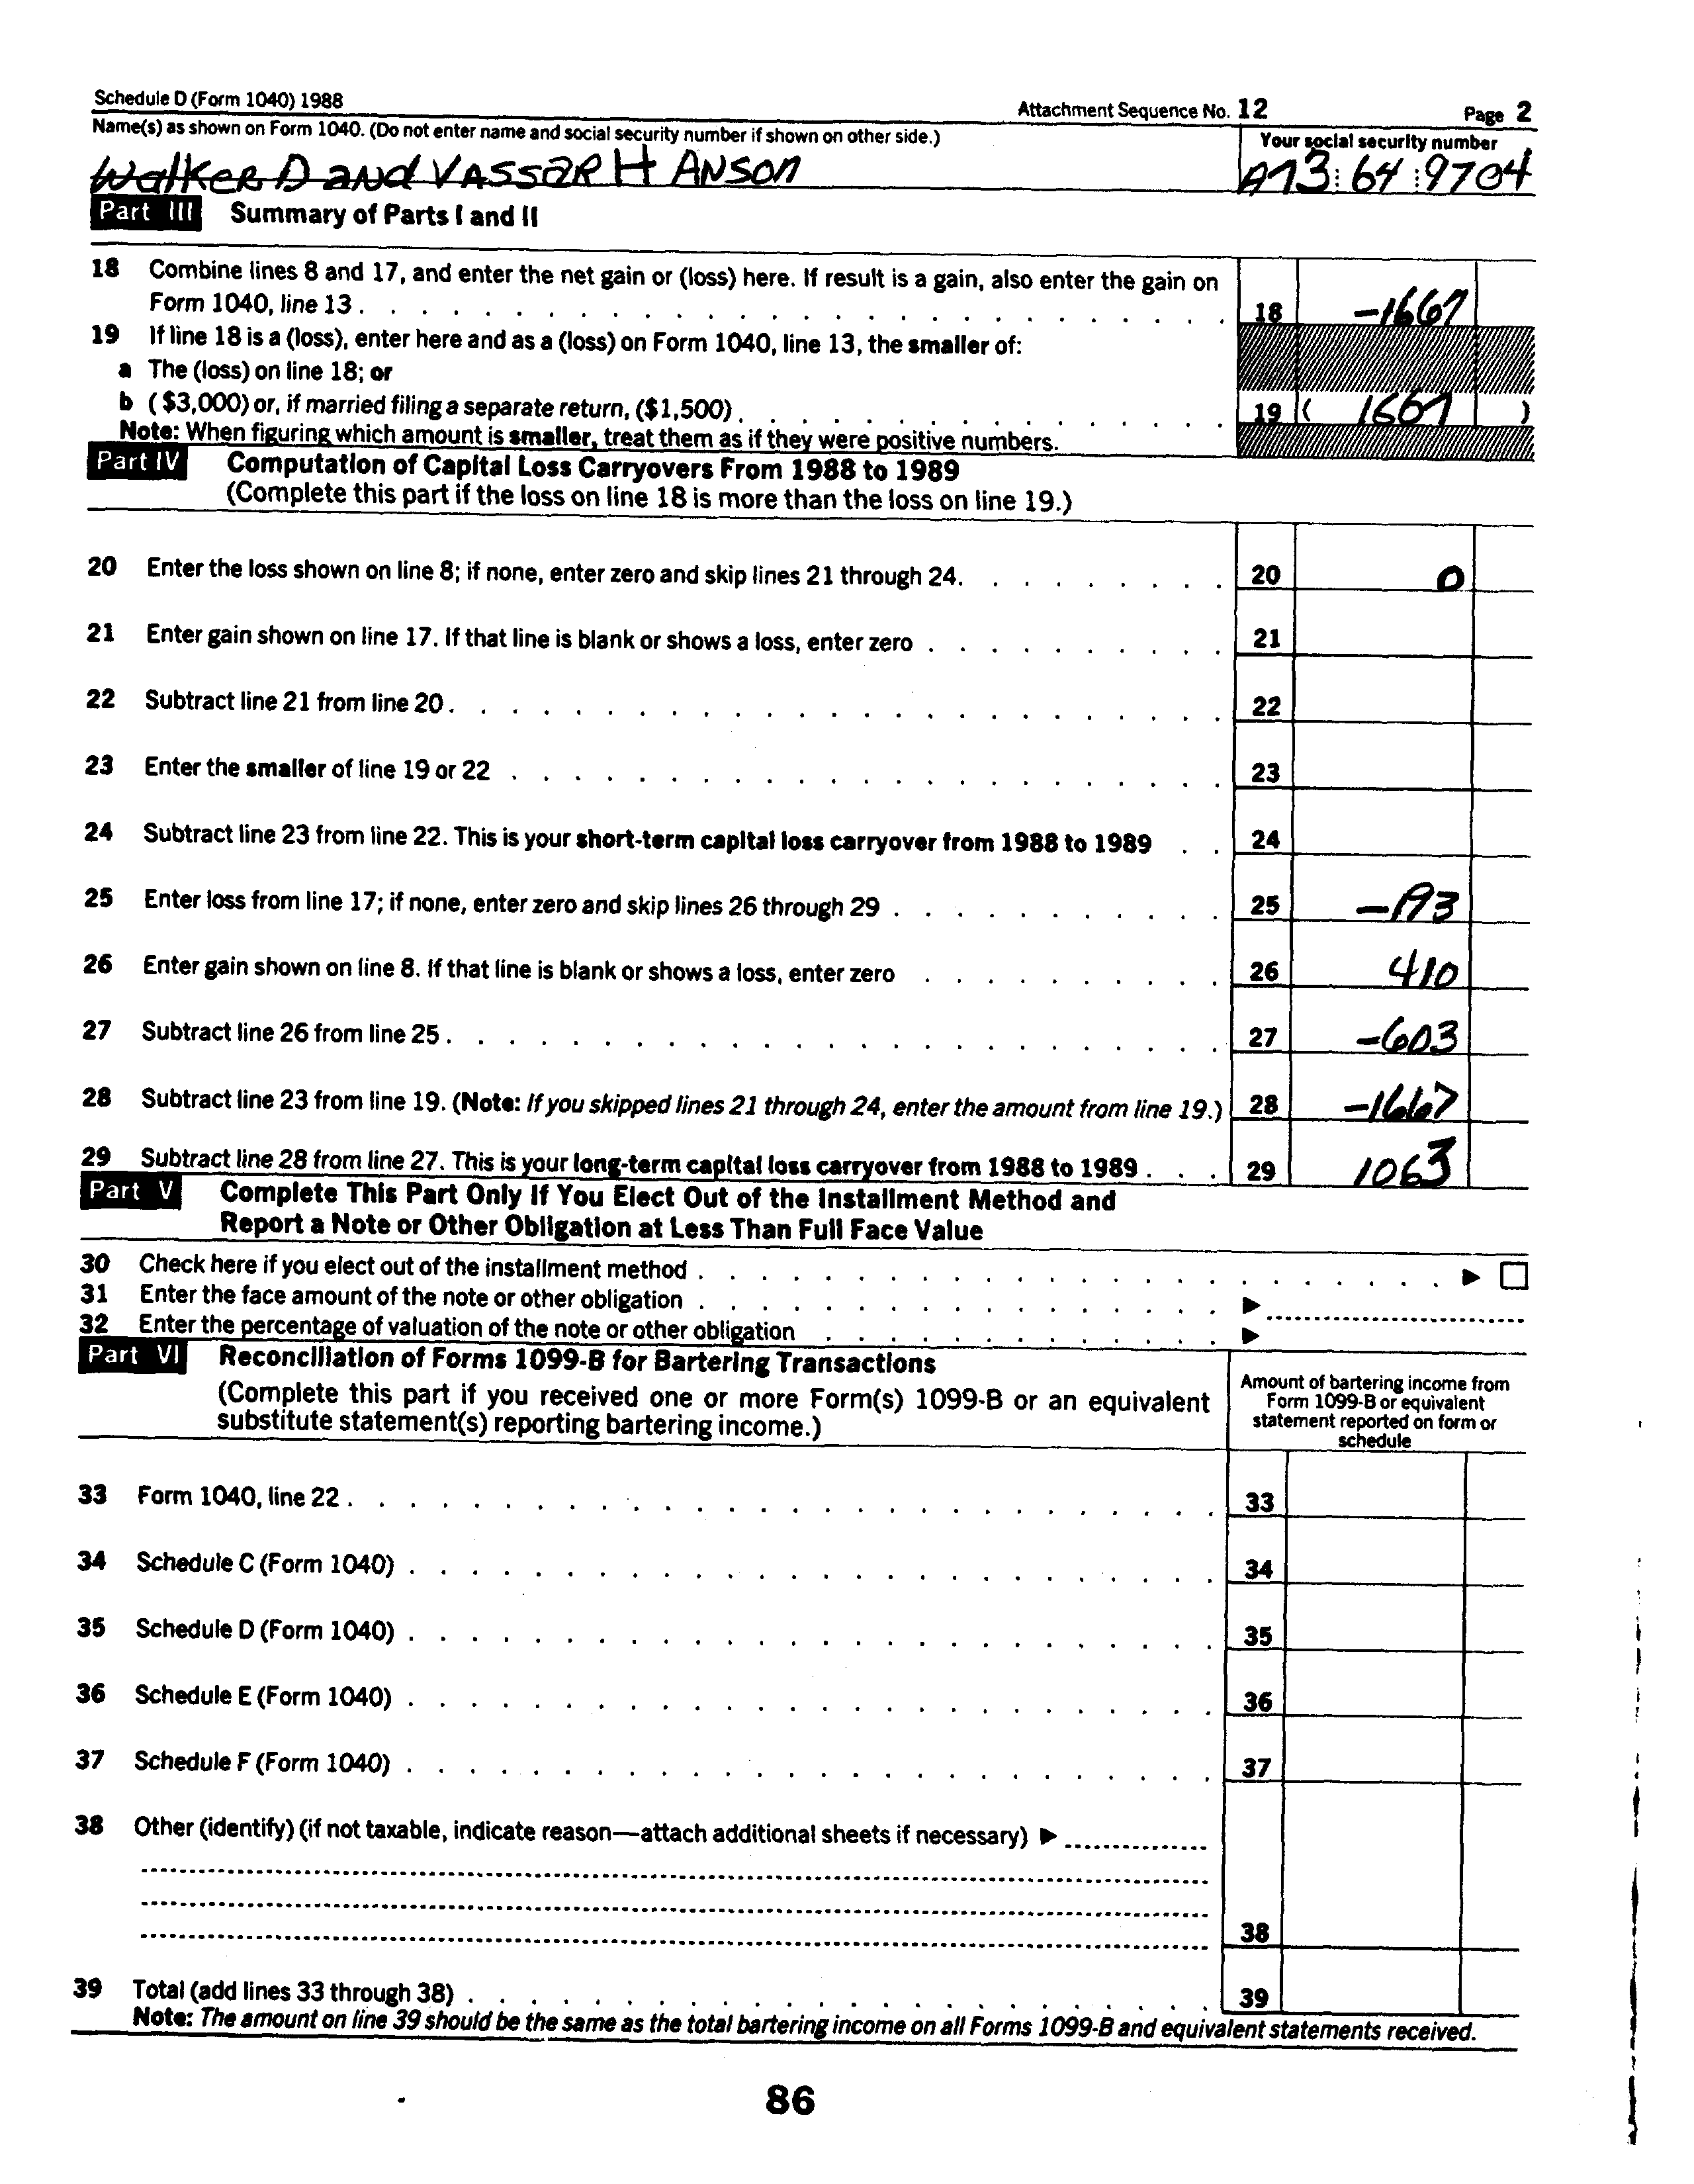 Schedule D (Form 1040) 1988
Attachment Sequence No. 12
Page 2
Name(s) as shown on Form 1040. (Do not enter name and social security number if shown on other side.)
Your social security number
Walker D and VASSAR H ANSON
A13 64 9704
Part III Summary of Parts I and II
18 Combine lines 8 and 17, and enter the net gain or (loss) here. If result is a gain, also enter the gain on
Form 1040, line 13 . . . 18 -1667
19 If line 18 is a (loss), enter here and as a (loss) on Form 1040, line 13, the smaller of:
a The (loss) on line 18; or
b ($3,000) or, if married filing a separate return, ($1,500) . . . 19 ( 1667 )
Note: When figuring which amount is smaller, treat them as if they were positive numbers.
Part IV Computation of Capital Loss Carryovers From 1988 to 1989
(Complete this part if the loss on line 18 is more than the loss on line 19.)
20 Enter the loss shown on line 8; if none, enter zero and skip lines 21 through 24. . . . 20 0
21 Enter gain shown on line 17. If that line is blank or shows a loss, enter zero . . . 21
22 Subtract line 21 from line 20 . . . 22
23 Enter the smaller of line 19 or 22 . . . 23
24 Subtract line 23 from line 22. This is your short-term capital loss carryover from 1988 to 1989 . . 24
25 Enter loss from line 17; if none, enter zero and skip lines 26 through 29 . . . 25 -193
26 Enter gain shown on line 8. If that line is blank or shows a loss, enter zero . . . 26 410
27 Subtract line 26 from line 25 . . . 27 -603
28 Subtract line 23 from line 19. (Note: If you skipped lines 21 through 24, enter the amount from line 19.) 28 -1667
29 Subtract line 28 from line 27. This is your long-term capital loss carryover from 1988 to 1989 . . . 29 1063
Part V Complete This Part Only If You Elect Out of the Installment Method and
Report a Note or Other Obligation at Less Than Full Face Value
30 Check here if you elect out of the installment method . . . ▶ □
31 Enter the face amount of the note or other obligation . . . ▶
32 Enter the percentage of valuation of the note or other obligation . . . ▶
Part VI Reconciliation of Forms 1099-B for Bartering Transactions
(Complete this part if you received one or more Form(s) 1099-B or an equivalent
substitute statement(s) reporting bartering income.)
Amount of bartering income from
Form 1099-B or equivalent
statement reported on form or
schedule
33 Form 1040, line 22 . . . 33
34 Schedule C (Form 1040) . . . 34
35 Schedule D (Form 1040) . . . 35
36 Schedule E (Form 1040) . . . 36
37 Schedule F (Form 1040) . . . 37
38 Other (identify) (if not taxable, indicate reason—attach additional sheets if necessary) ▶
38
39 Total (add lines 33 through 38) . . . 39
Note: The amount on line 39 should be the same as the total bartering income on all Forms 1099-B and equivalent statements received.
86